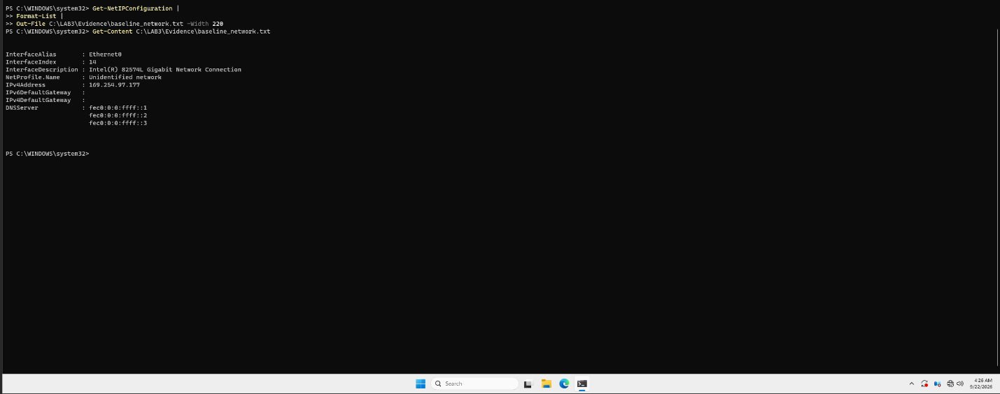 PS C:\WINDOWS\system32> Get-NetIPConfiguration |
>> Format-List |
>> Out-File C:\LAB3\Evidence\baseline_network.txt -Width 220
PS C:\WINDOWS\system32> Get-Content C:\LAB3\Evidence\baseline_network.txt
InterfaceAlias       : Ethernet0
InterfaceIndex       : 14
InterfaceDescription : Intel(R) 82574L Gigabit Network Connection
NetProfile.Name      : Unidentified network
IPv4Address          : 169.254.97.177
IPv6DefaultGateway   :
IPv4DefaultGateway   :
DNSServer            : fec0:0:0:ffff::1
                       fec0:0:0:ffff::2
                       fec0:0:0:ffff::3
PS C:\WINDOWS\system32>
Search
4:26 AM
9/22/2026